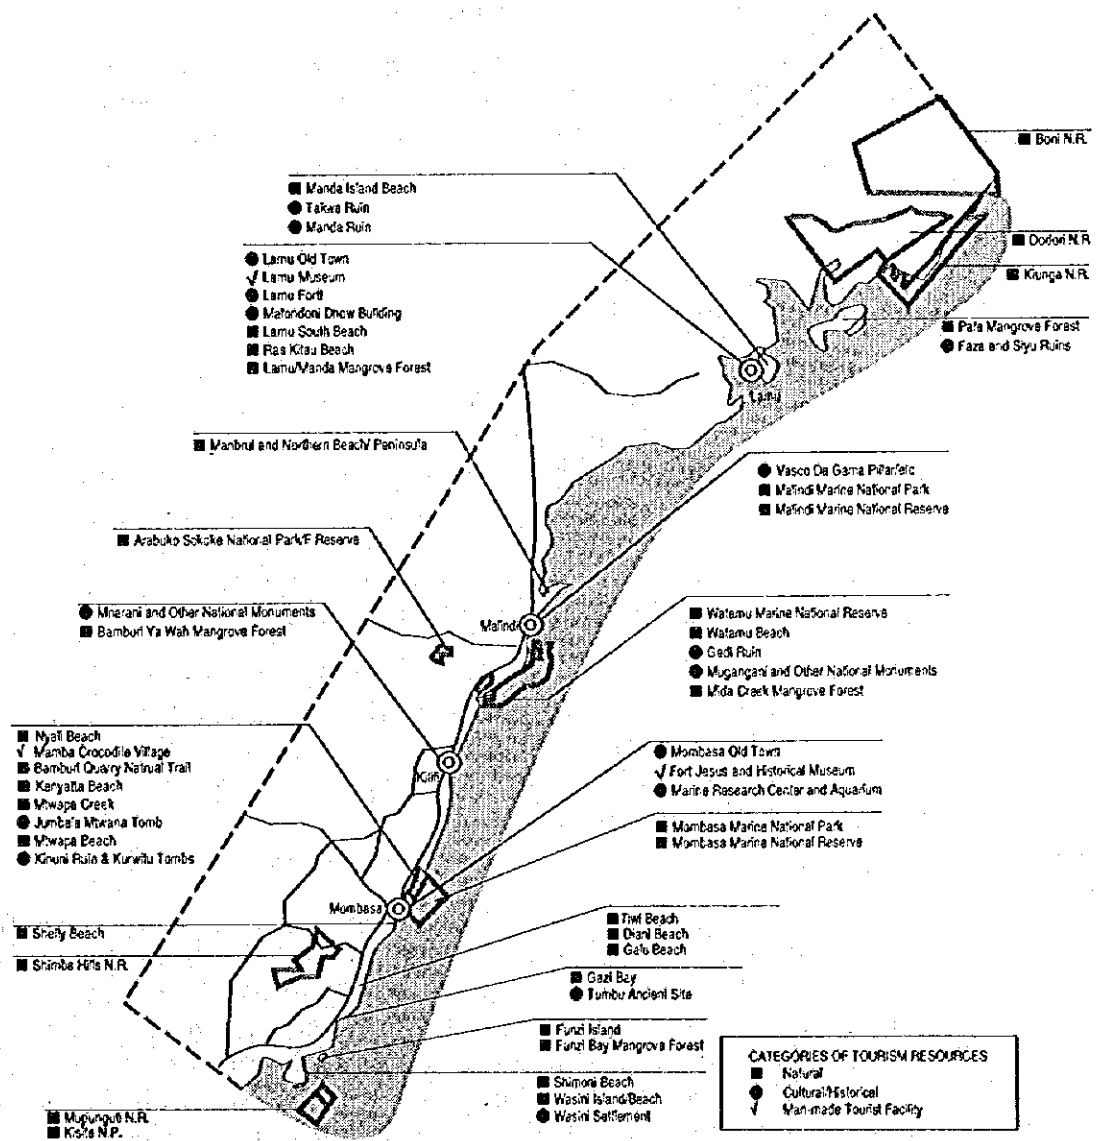 Boni N.R.
Manda Island Beach
Takwa Ruin
Manda Ruin
Dodori N.R.
Kiunga N.R.
Lamu Old Town
Lamu Museum
Lamu Fort
Matondoni Dhow Building
Lamu South Beach
Ras Kitau Beach
Lamu/Manda Mangrove Forest
Pate Mangrove Forest
Faza and Siyu Ruins
Lamu
Manbrui and Northern Beach/ Peninsula
Vasco Da Gama Pillar/etc
Malindi Marine National Park
Malindi Marine National Reserve
Arabuko Sokoke National Park/F Reserve
Mnarani and Other National Monuments
Bamburi Ya Wah Mangrove Forest
Malindi
Watamu Marine National Reserve
Watamu Beach
Gedi Ruin
Mugangani and Other National Monuments
Mida Creek Mangrove Forest
Nyali Beach
√ Mamba Crocodile Village
Bamburi Quarry Natrual Trail
Kenyatta Beach
Mtwapa Creek
Jumba'a Mtwana Tomb
Mtwapa Beach
Kinuni Ruin & Kurwitu Tombs
Kilifi
Mombasa Old Town
√ Fort Jesus and Historical Museum
Marine Research Center and Aquarium
Mombasa Marine National Park
Mombasa Marine National Reserve
Mombasa
Shelly Beach
Shimba Hills N.R.
Tiwi Beach
Diani Beach
Galu Beach
Gazi Bay
Tumbu Ancient Site
Funzi Island
Funzi Bay Mangrove Forest
Shimoni Beach
Wasini Island/Beach
Wasini Settlement
Mupunguti N.R.
Kisite N.P.
CATEGORIES OF TOURISM RESOURCES
Natural
Cultural/Historical
√ Man-made Tourist Facility